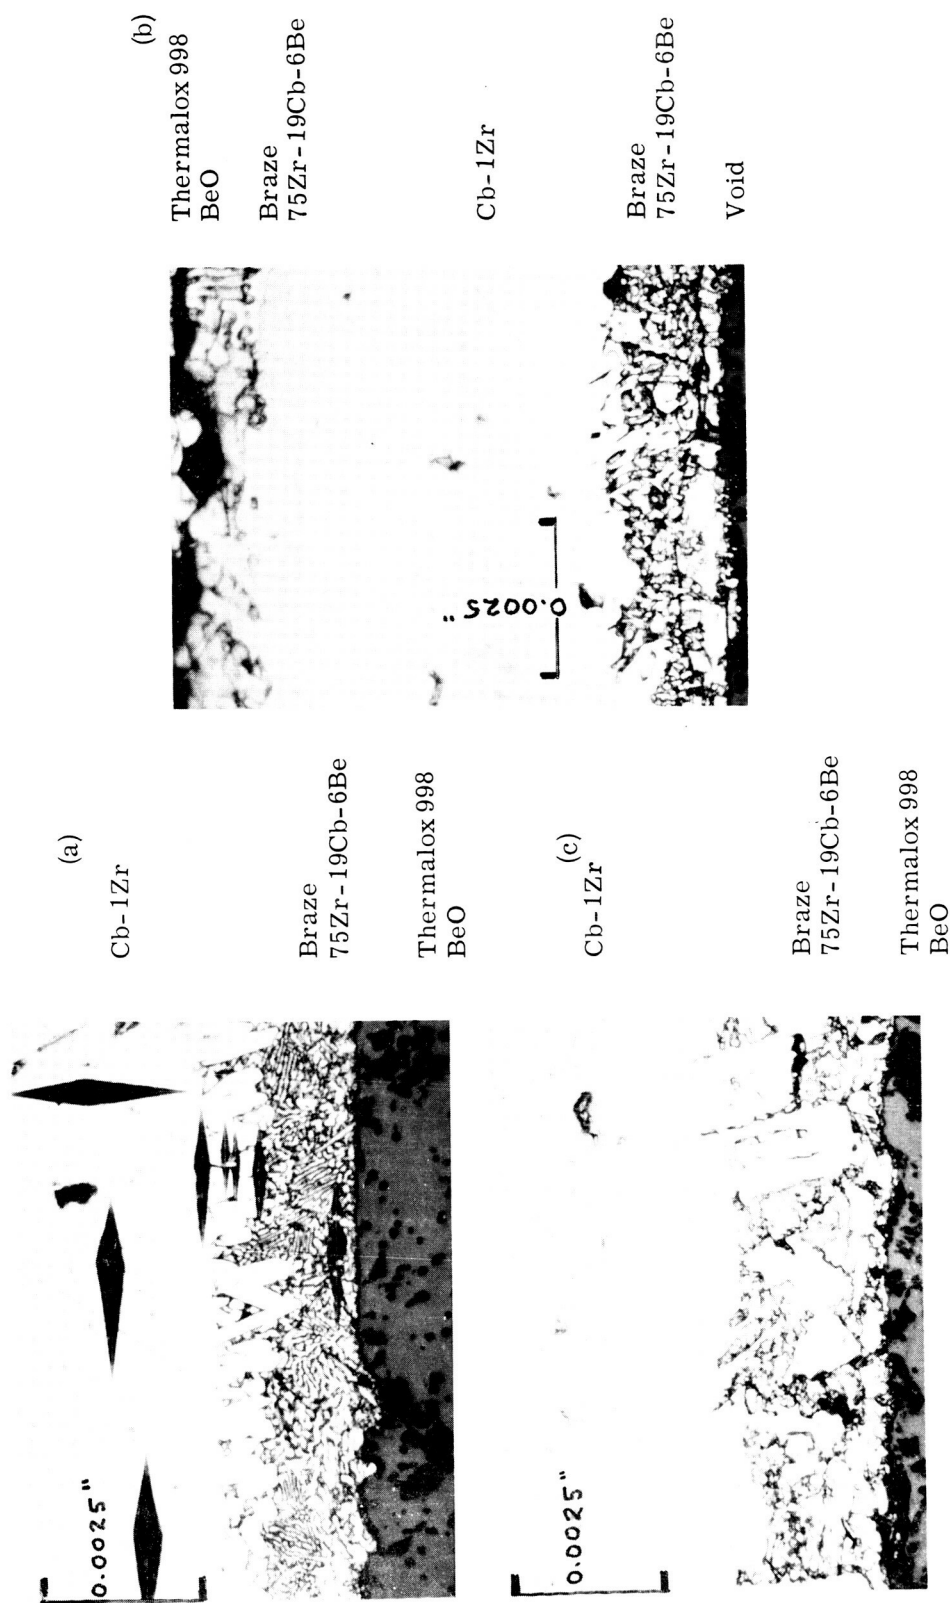 (a)
Cb-1Zr
0.0025"
Braze
75Zr-19Cb-6Be
Thermalox 998
BeO
(b)
Thermalox 998
BeO
Braze
75Zr-19Cb-6Be
Cb-1Zr
0.0025"
Braze
75Zr-19Cb-6Be
Void
(c)
Cb-1Zr
0.0025"
Braze
75Zr-19Cb-6Be
Thermalox 998
BeO